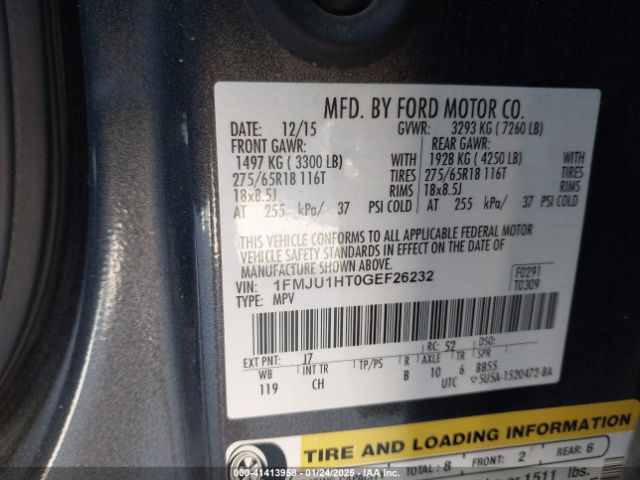 MFD. BY FORD MOTOR CO.
DATE: 12/15 GVWR: 3293 KG ( 7260 LB)
FRONT GAWR: REAR GAWR:
1497 KG ( 3300 LB) WITH 1928 KG ( 4250 LB) WITH
275/65R18 116T TIRES 275/65R18 116T TIRES
18x8.5J RIMS 18x8.5J RIMS
AT 255 kPa/ 37 PSI COLD AT 255 kPa/ 37 PSI COLD
THIS VEHICLE CONFORMS TO ALL APPLICABLE FEDERAL MOTOR
VEHICLE SAFETY STANDARDS IN EFFECT ON THE DATE OF
MANUFACTURE SHOWN ABOVE.
VIN: 1FMJU1HT0GEF26232 F0291
TYPE: MPV T0309
RC: 52 DSO:
EXT PNT: J7
WB INT TR TP/PS R AXLE TR SPR
119 CH B 10 6 BB55
UTC ▽5U5A-1520472-BA
TIRE AND LOADING INFORMATION
TOTAL: 8 FRONT: 2 REAR: 6
1511 lbs.
#: 41413958 - 01/24/2025 - IAAI, Inc.